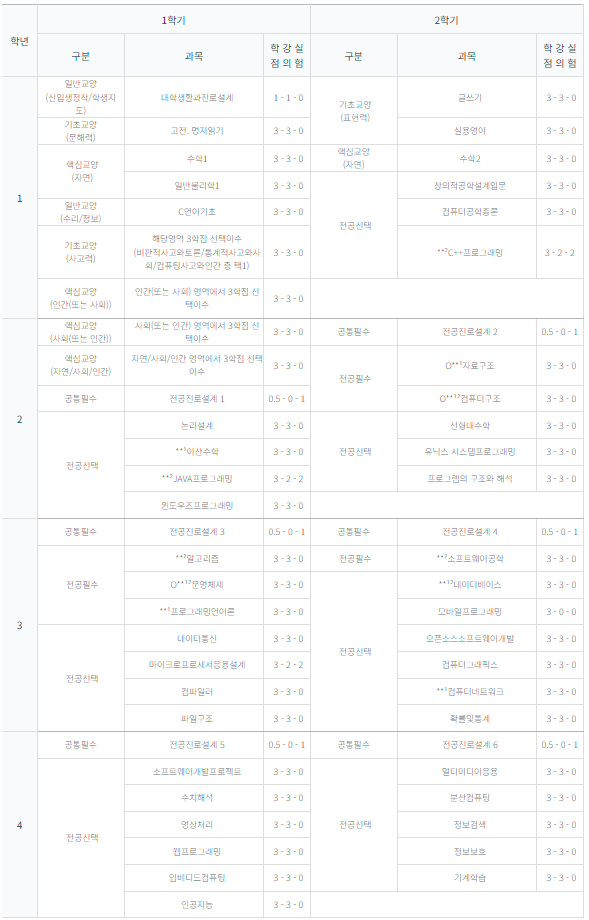 학년 1학기 2학기
구분 과목 학 강 실 구분 과목 학 강 실
점 의 험 점 의 험
1
일반교양
(신입생정착/학생지
도)
대학생활과진로설계 1 - 1 - 0
기초교양
(표현력)
글쓰기 3 - 3 - 0
기초교양
(문해력)
고전, 명저읽기 3 - 3 - 0 실용영어 3 - 3 - 0
핵심교양
(자연)
수학1 3 - 3 - 0
핵심교양
(자연)
수학2 3 - 3 - 0
일반물리학1 3 - 3 - 0 전공선택 창의적공학설계입문 3 - 3 - 0
일반교양
(수리/정보)
C언어기초 3 - 3 - 0 컴퓨터공학총론 3 - 3 - 0
기초교양
(사고력)
해당영역 3학점 선택이수
(비판적사고와토론/통계적사고와사
회/컴퓨팅사고와인간 중 택1)
3 - 3 - 0 **²C++프로그래밍 3 - 2 - 2
핵심교양
(인간(또는 사회))
인간(또는 사회) 영역에서 3학점 선
택이수
3 - 3 - 0
2
핵심교양
(사회(또는 인간))
사회(또는 인간) 영역에서 3학점 선
택이수
3 - 3 - 0 공통필수 전공진로설계 2 0.5 - 0 - 1
핵심교양
(자연/사회/인간)
자연/사회/인간 영역에서 3학점 선택
이수
3 - 3 - 0 전공필수 O**¹자료구조 3 - 3 - 0
공통필수 전공진로설계 1 0.5 - 0 - 1 O**¹²컴퓨터구조 3 - 3 - 0
전공선택 논리설계 3 - 3 - 0 전공선택 선형대수학 3 - 3 - 0
**¹이산수학 3 - 3 - 0 유닉스 시스템프로그래밍 3 - 3 - 0
**²JAVA프로그래밍 3 - 2 - 2 프로그램의 구조와 해석 3 - 3 - 0
윈도우즈프로그래밍 3 - 3 - 0
3
공통필수 전공진로설계 3 0.5 - 0 - 1 공통필수 전공진로설계 4 0.5 - 0 - 1
전공필수 **²알고리즘 3 - 3 - 0 전공필수 **²소프트웨어공학 3 - 3 - 0
O**¹²운영체제 3 - 3 - 0 전공선택 **¹²데이터베이스 3 - 3 - 0
**¹프로그래밍언어론 3 - 3 - 0 모바일프로그래밍 3 - 0 - 0
전공선택 데이터통신 3 - 3 - 0 오픈소스소프트웨어개발 3 - 3 - 0
마이크로프로세서응용설계 3 - 2 - 2 컴퓨터그래픽스 3 - 3 - 0
컴파일러 3 - 3 - 0 **¹컴퓨터네트워크 3 - 3 - 0
파일구조 3 - 3 - 0 확률및통계 3 - 3 - 0
4
공통필수 전공진로설계 5 0.5 - 0 - 1 공통필수 전공진로설계 6 0.5 - 0 - 1
전공선택 소프트웨어개발프로젝트 3 - 3 - 0 전공선택 멀티미디어응용 3 - 3 - 0
수치해석 3 - 3 - 0 분산컴퓨팅 3 - 3 - 0
영상처리 3 - 3 - 0 정보검색 3 - 3 - 0
웹프로그래밍 3 - 3 - 0 정보보호 3 - 3 - 0
임베디드컴퓨팅 3 - 3 - 0 기계학습 3 - 3 - 0
인공지능 3 - 3 - 0